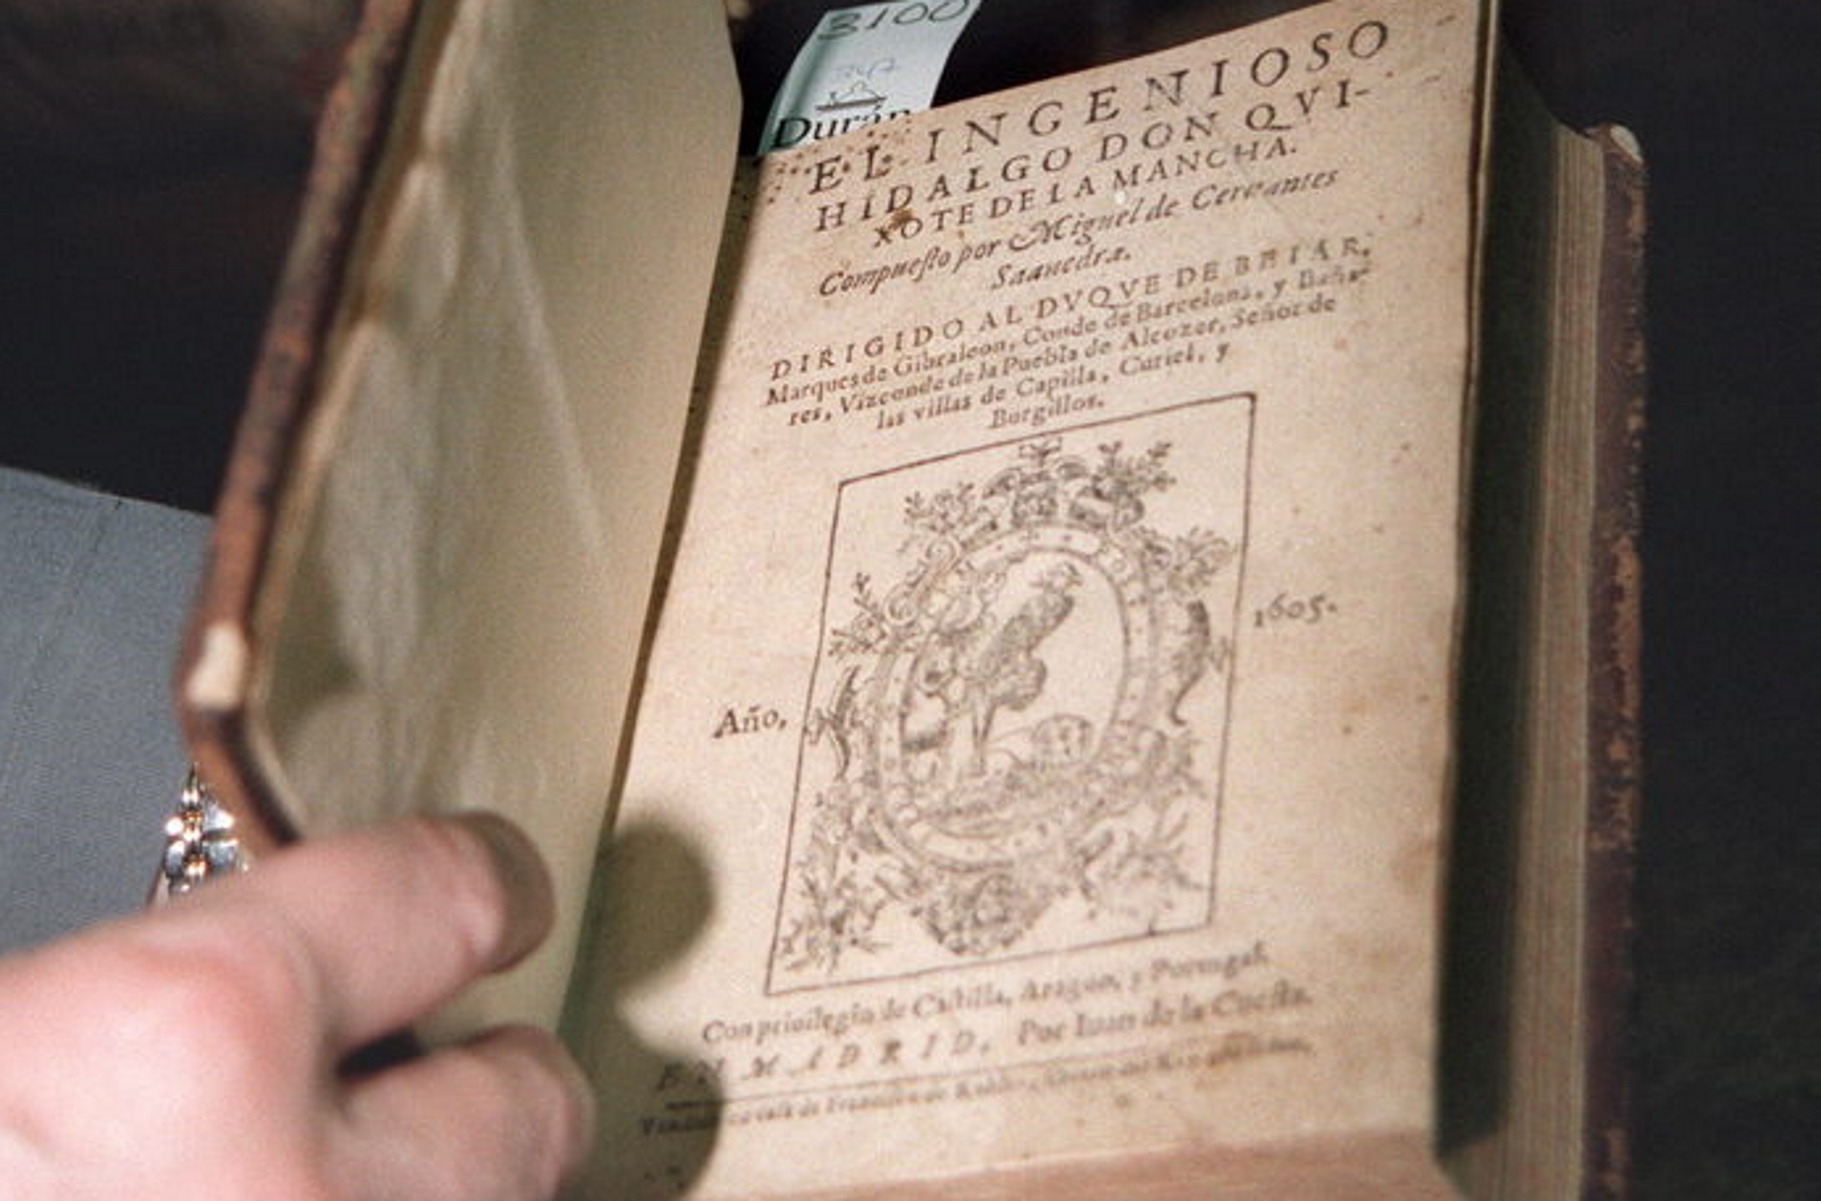 3100
Durán
EL INGENIOSO
HIDALGO DON QVI-
XOTE DE LA MANCHA.
Compuesto por Miguel de Cervantes
Saauedra.
DIRIGIDO AL DVQVE DE BEIAR,
Marques de Gibraleon, Conde de Barcelona, y Baña-
res, Vizconde de la Puebla de Alcozer, Señor de
las villas de Capilla, Curiel, y
Burgillos.
Año, 1605.
Con priuilegio de Castilla, Aragon, y Portugal.
EN MADRID, Por Iuan de la Cuesta.